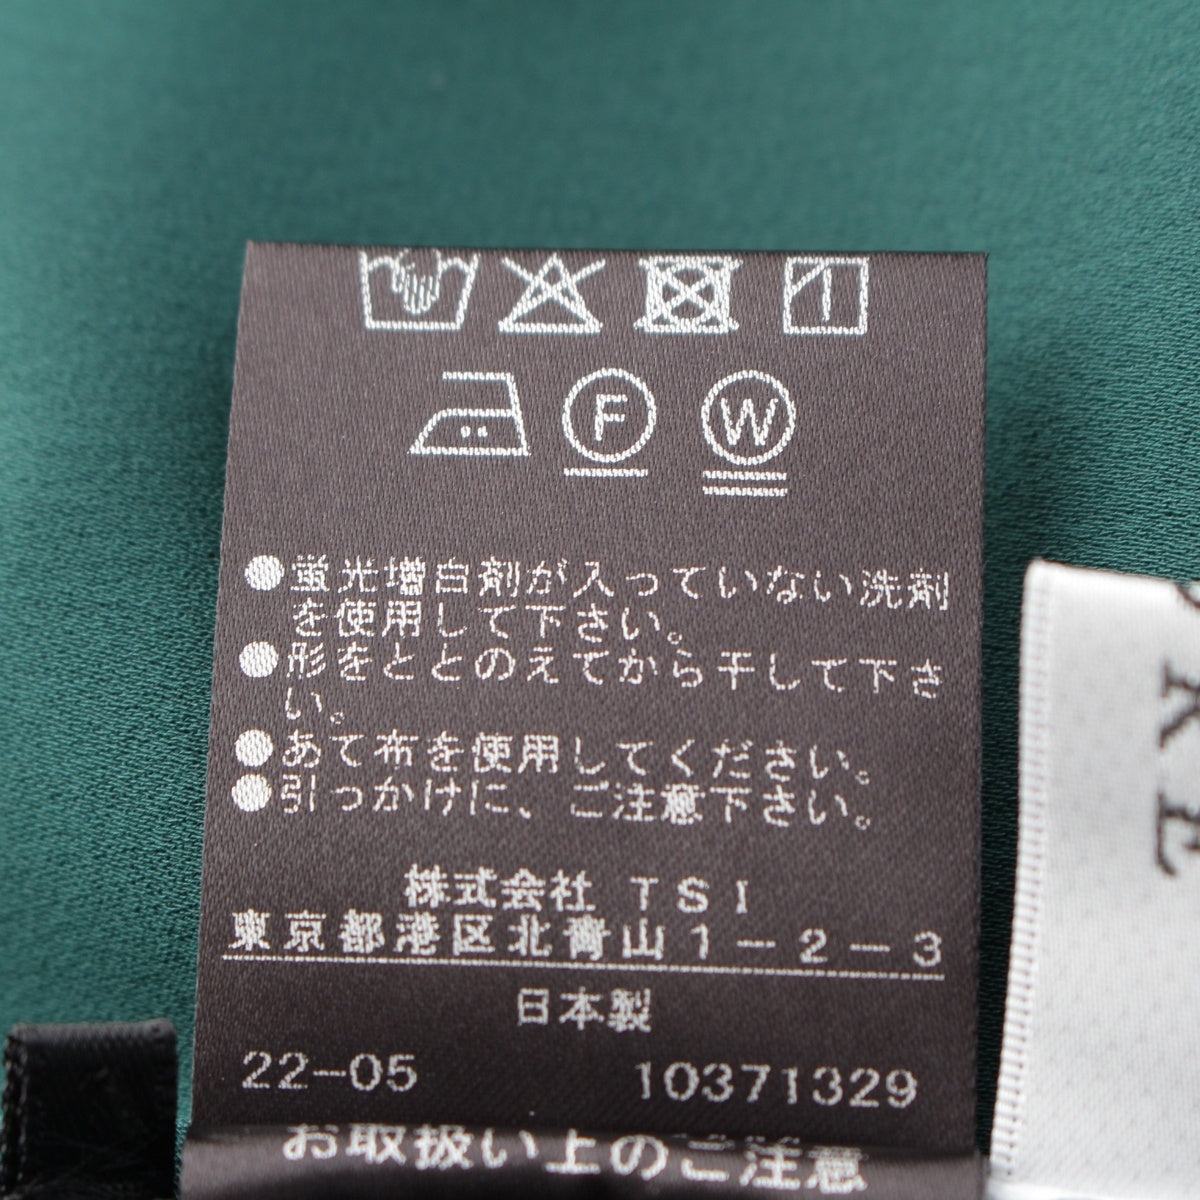 F W
●蛍光増白剤が入っていない洗剤
を使用して下さい。
●形をととのえてから干して下さ
い。
●あて布を使用してください。
●引っかけに、ご注意下さい。
株式会社 TSI
東京都港区北青山1-2-3
日本製
22-05 10371329
お取扱い上のご注意
KE